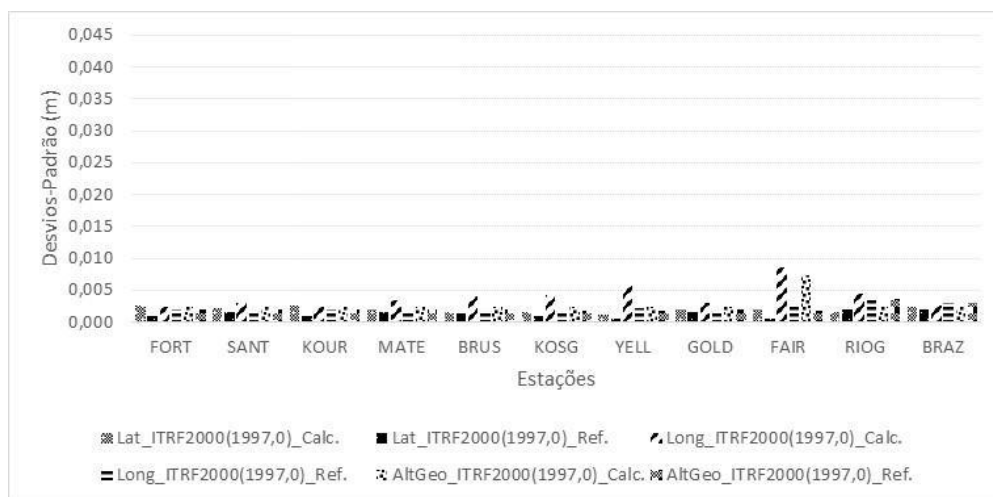 0,045
0,040
0,035
0,030
0,025
0,020
0,015
0,010
0,005
0,000
Desvios-Padrão (m)
FORT SANT KOUR MATE BRUS KOSG YELL GOLD FAIR RIOG BRAZ
Estações
Lat_ITRF2000(1997,0)_Calc. Lat_ITRF2000(1997,0)_Ref. Long_ITRF2000(1997,0)_Calc.
Long_ITRF2000(1997,0)_Ref. AltGeo_ITRF2000(1997,0)_Calc. AltGeo_ITRF2000(1997,0)_Ref.